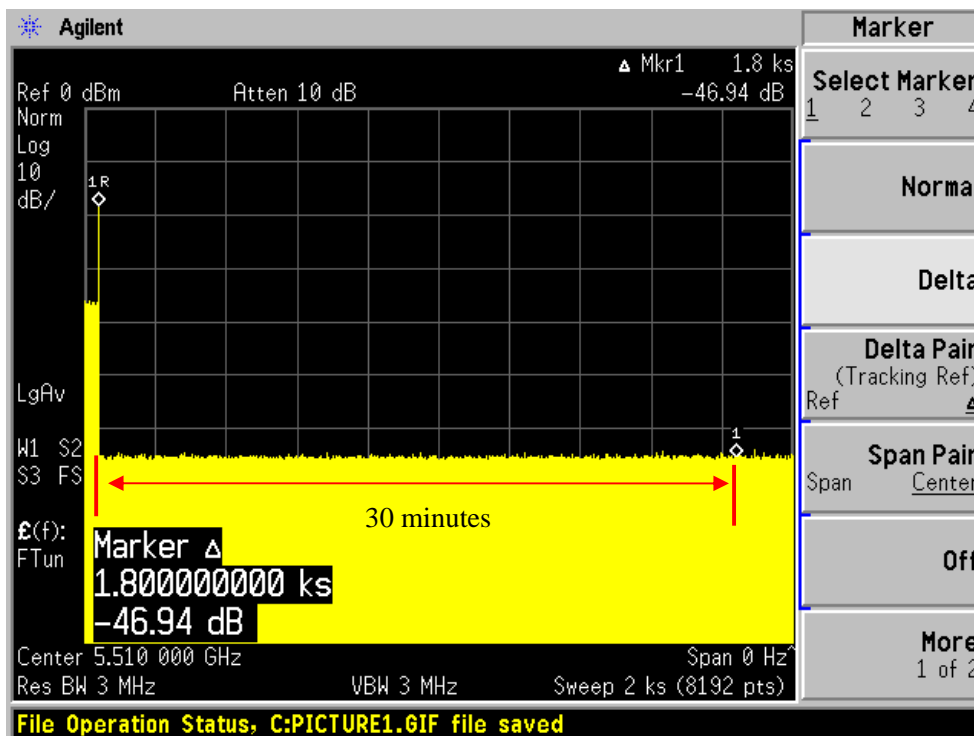 Agilent
Marker
Δ Mkr1 1.8 ks
Ref 0 dBm Atten 10 dB -46.94 dB
Norm
Log
10
dB/
1R
LgAv
1
W1 S2
S3 FS
30 minutes
£(f):
FTun
Marker Δ
1.800000000 ks
-46.94 dB
Center 5.510 000 GHz Span 0 Hz^
Res BW 3 MHz VBW 3 MHz Sweep 2 ks (8192 pts)
File Operation Status, C:PICTURE1.GIF file saved
Select Marker
1 2 3 4
Norma
Delta
Delta Pair
(Tracking Ref)
Ref Δ
Span Pair
Span Center
Off
More
1 of 2